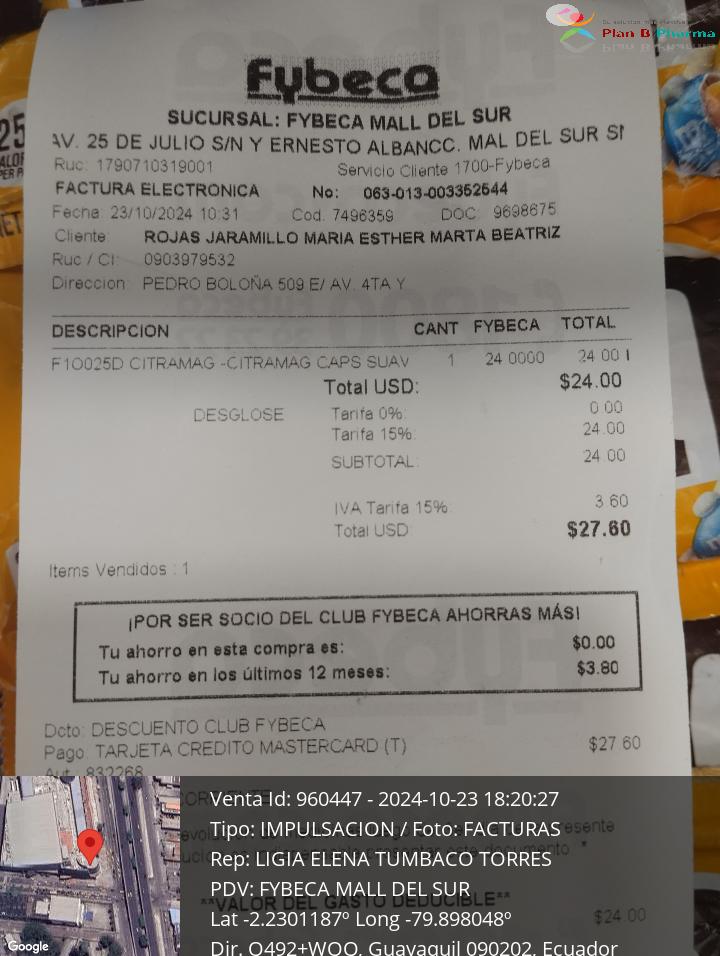 Tu solución más efectiva
Plan B Pharma
Fybeca
SUCURSAL: FYBECA MALL DEL SUR
AV. 25 DE JULIO S/N Y ERNESTO ALBANCC. MAL DEL SUR
Ruc: 1790710319001 Servicio Cliente 1700-Fybeca
FACTURA ELECTRONICA No: 063-013-003352544
Fecha: 23/10/2024 10:31 Cod. 7496359 DOC: 9698675
Cliente: ROJAS JARAMILLO MARIA ESTHER MARTA BEATRIZ
Ruc / CI: 0903979532
Direccion: PEDRO BOLOÑA 509 E/ AV. 4TA Y
DESCRIPCION CANT FYBECA TOTAL
F10025D CITRAMAG -CITRAMAG CAPS SUAV 1 24 0000 24 00 I
Total USD: $24.00
DESGLOSE Tarifa 0%: 0 00
Tarifa 15%: 24.00
SUBTOTAL: 24 00
IVA Tarifa 15%: 3 60
Total USD: $27.60
Items Vendidos : 1
¡POR SER SOCIO DEL CLUB FYBECA AHORRAS MÁS!
Tu ahorro en esta compra es: $0.00
Tu ahorro en los últimos 12 meses: $3.80
Dcto: DESCUENTO CLUB FYBECA
Pago: TARJETA CREDITO MASTERCARD (T) $27 60
Aut. 832268
Venta Id: 960447 - 2024-10-23 18:20:27
Tipo: IMPULSACION / Foto: FACTURAS
Rep: LIGIA ELENA TUMBACO TORRES
PDV: FYBECA MALL DEL SUR
**VALOR DEL GASTO DEDUCIBLE** $24.00
Lat -2.2301187º Long -79.898048º
Dir. Q492+WQQ, Guayaquil 090202, Ecuador
Google